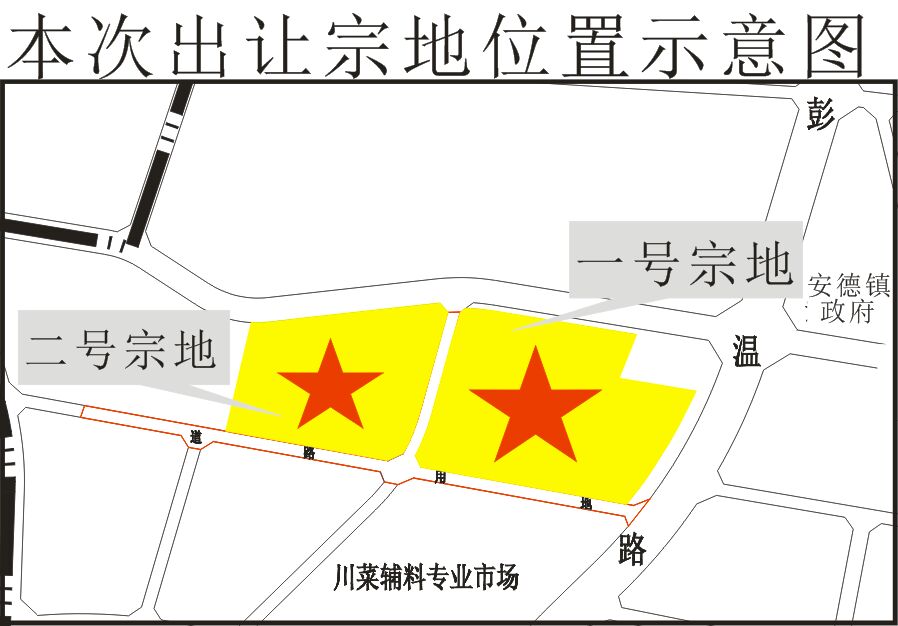 本次出让宗地位置示意图
彭
一号宗地
安德镇
政府
二号宗地
温
道路用地
路
川菜辅料专业市场